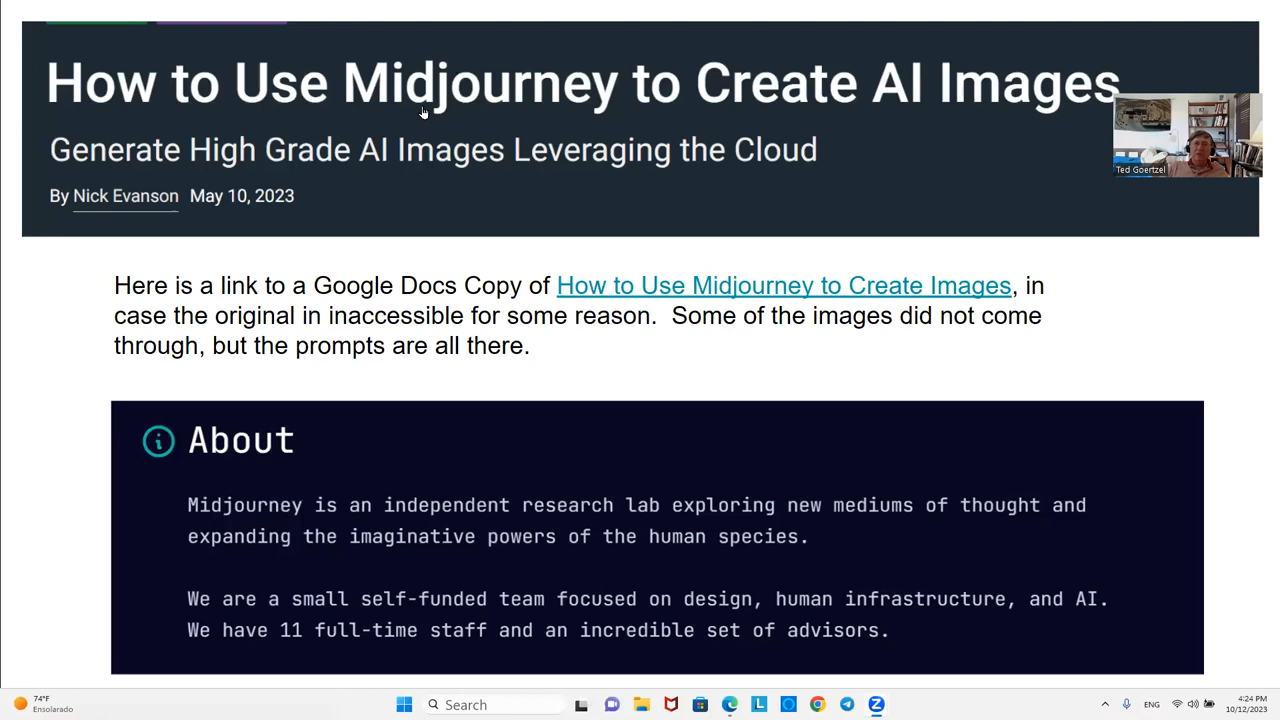 How to Use Midjourney to Create AI Images
Generate High Grade AI Images Leveraging the Cloud
By Nick Evanson May 10, 2023
Ted Goertzel
Here is a link to a Google Docs Copy of How to Use Midjourney to Create Images, in
case the original in inaccessible for some reason. Some of the images did not come
through, but the prompts are all there.
About
Midjourney is an independent research lab exploring new mediums of thought and
expanding the imaginative powers of the human species.
We are a small self-funded team focused on design, human infrastructure, and AI.
We have 11 full-time staff and an incredible set of advisors.
74°F
Ensolarado
Search
ENG
4:24 PM
10/12/2023